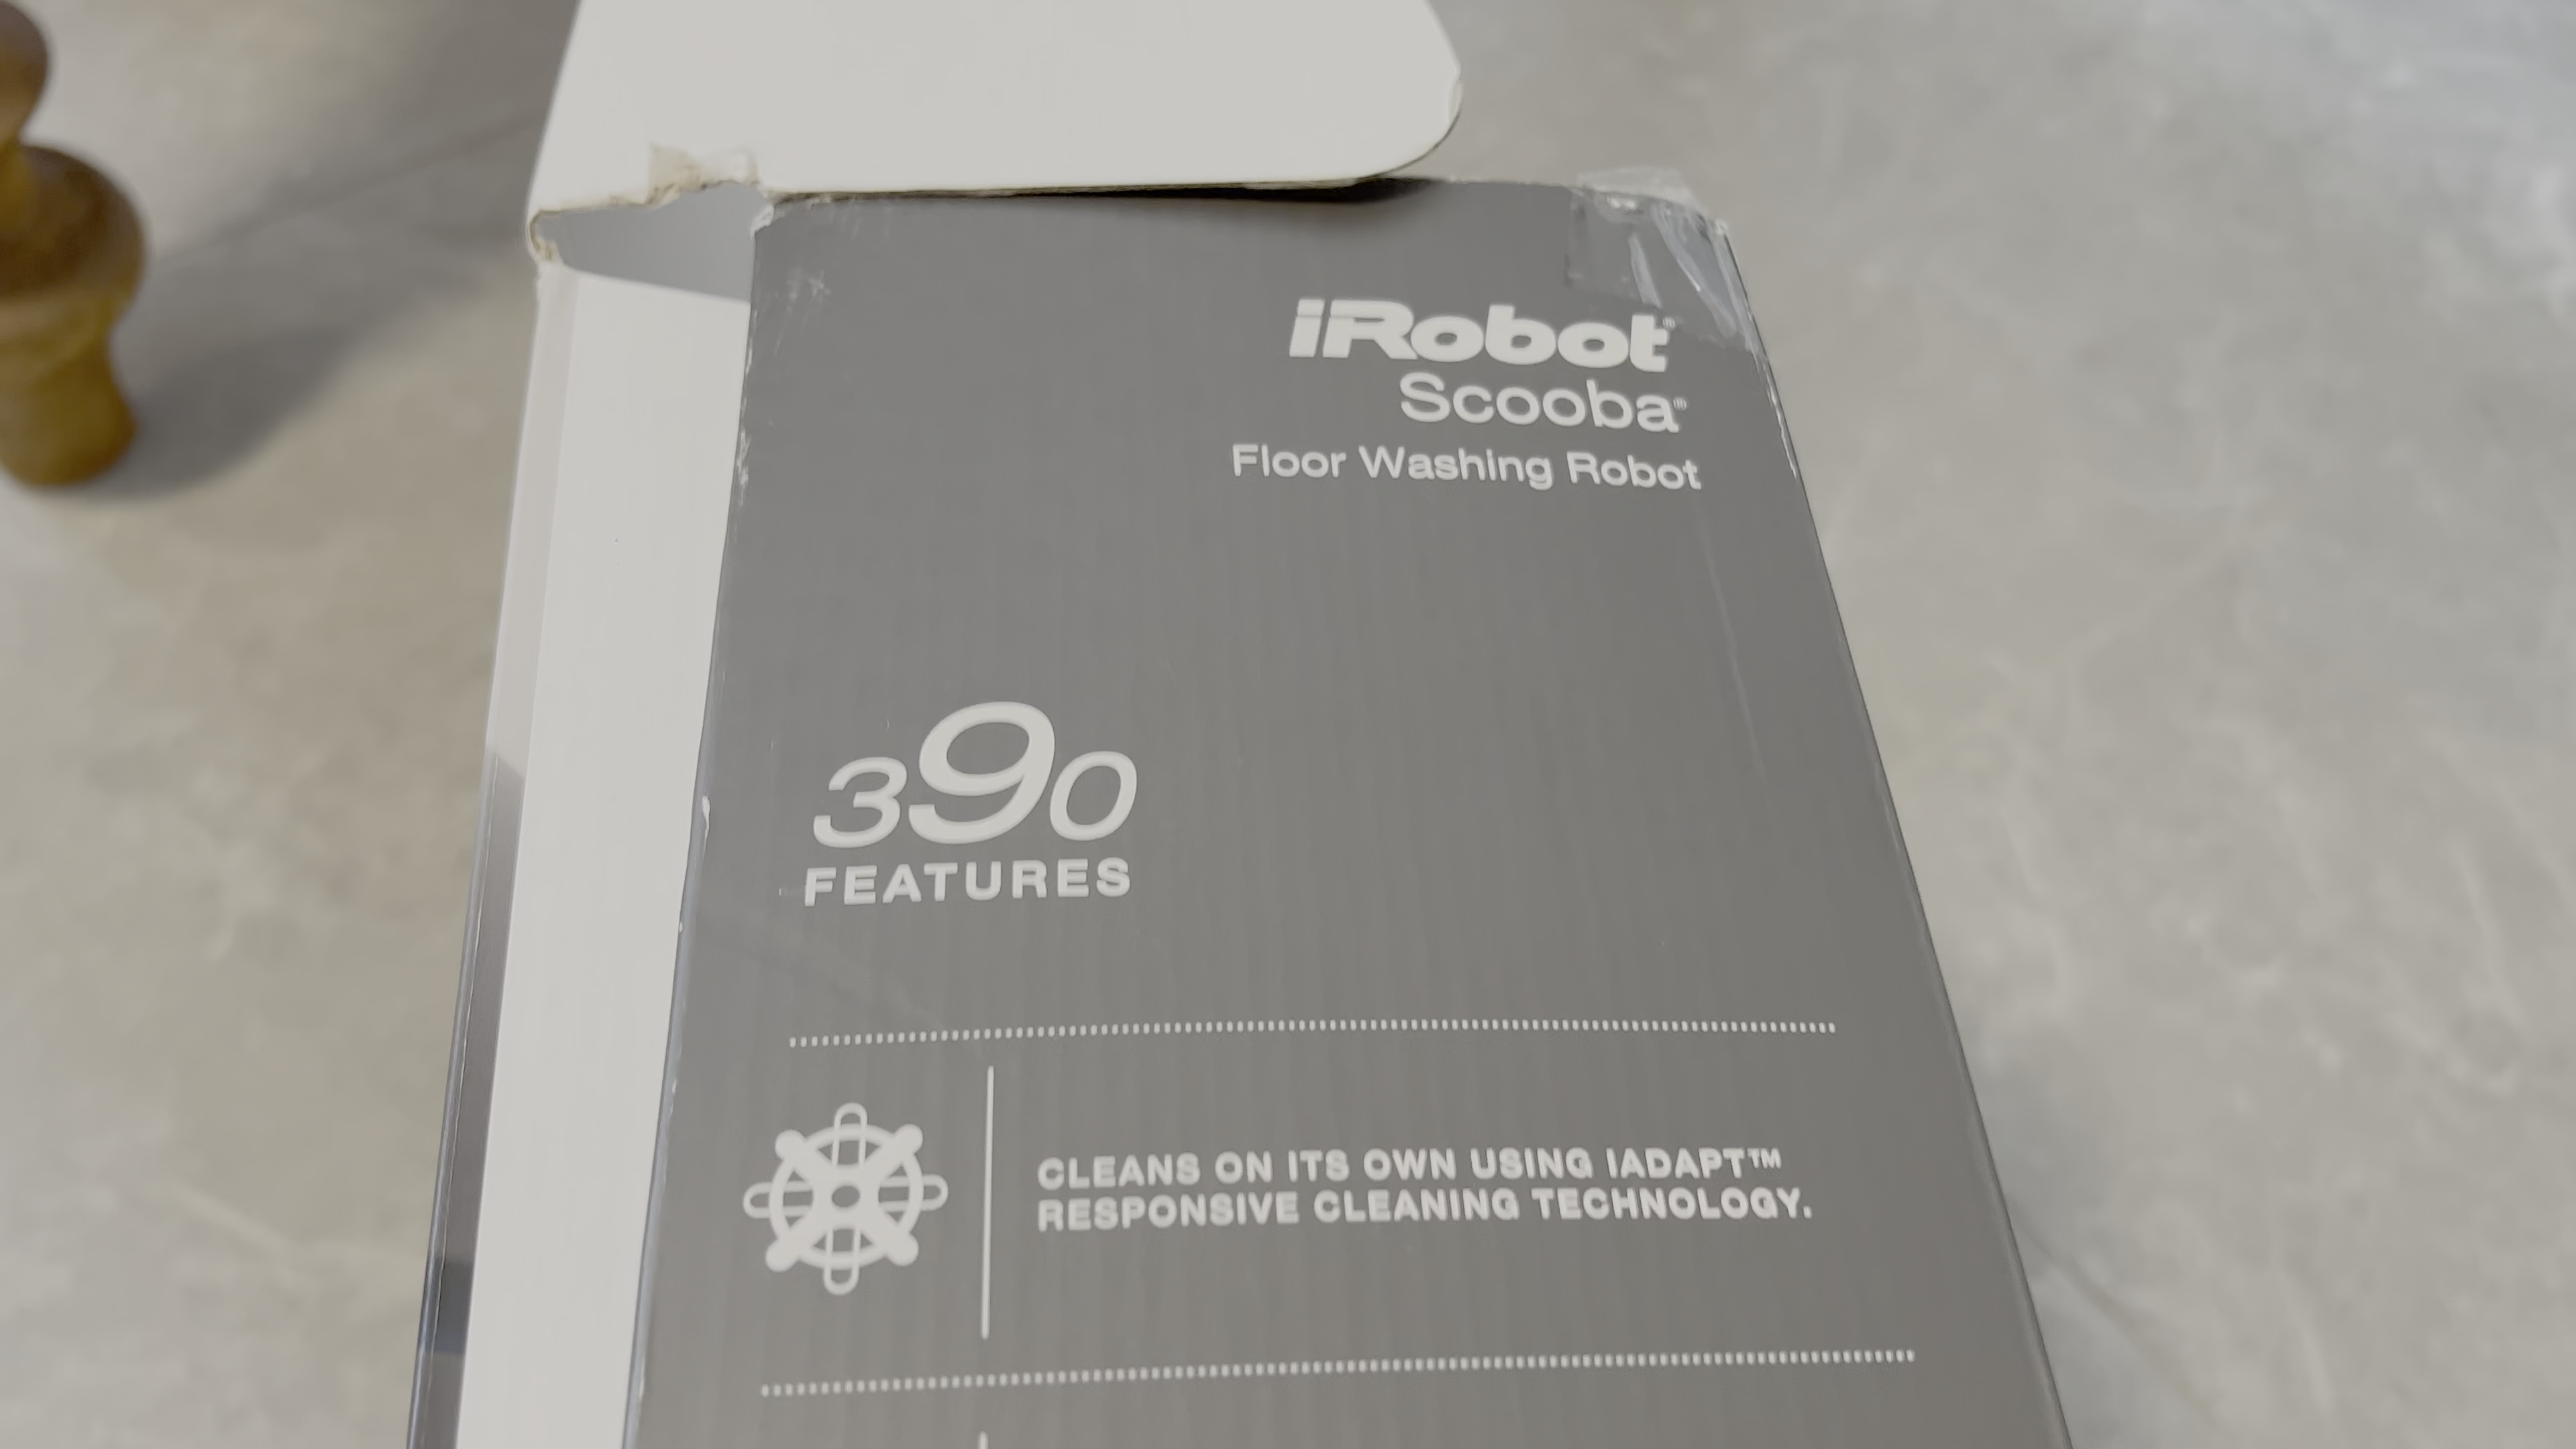 iRobot®
Scooba®
Floor Washing Robot
390
FEATURES
CLEANS ON ITS OWN USING IADAPT™
RESPONSIVE CLEANING TECHNOLOGY.